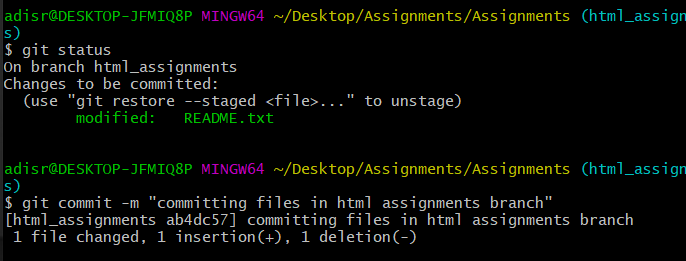 adisr@DESKTOP-JFMIQ8P MINGW64 ~/Desktop/Assignments/Assignments (html_assignment
s)
$ git status
On branch html_assignments
Changes to be committed:
  (use "git restore --staged <file>..." to unstage)
        modified:   README.txt

adisr@DESKTOP-JFMIQ8P MINGW64 ~/Desktop/Assignments/Assignments (html_assignment
s)
$ git commit -m "committing files in html assignments branch"
[html_assignments ab4dc57] committing files in html assignments branch
 1 file changed, 1 insertion(+), 1 deletion(-)